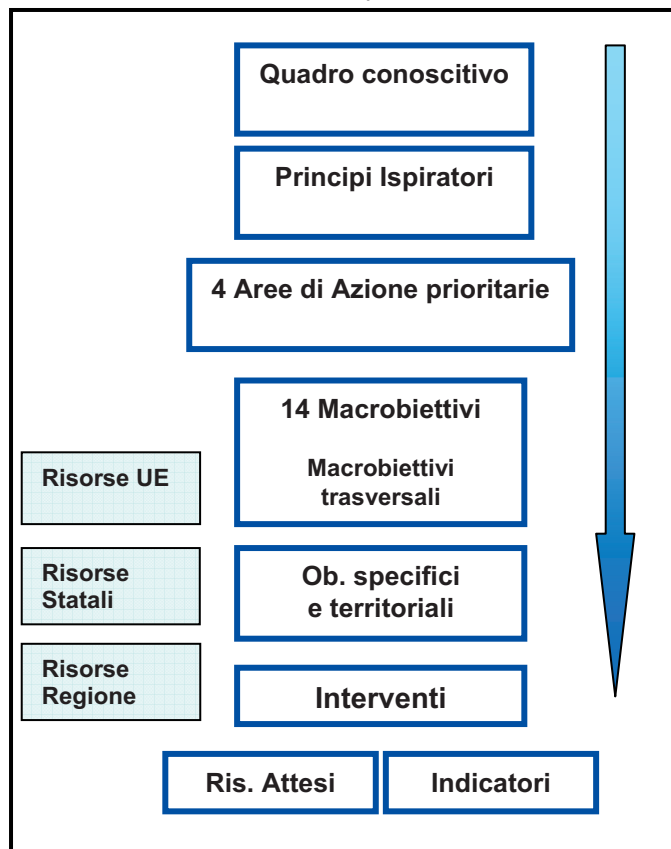 Quadro conoscitivo
Principi Ispiratori
4 Aree di Azione prioritarie
14 Macrobiettivi
Macrobiettivi
trasversali
Risorse UE
Risorse
Statali
Ob. specifici
e territoriali
Risorse
Regione
Interventi
Ris. Attesi
Indicatori